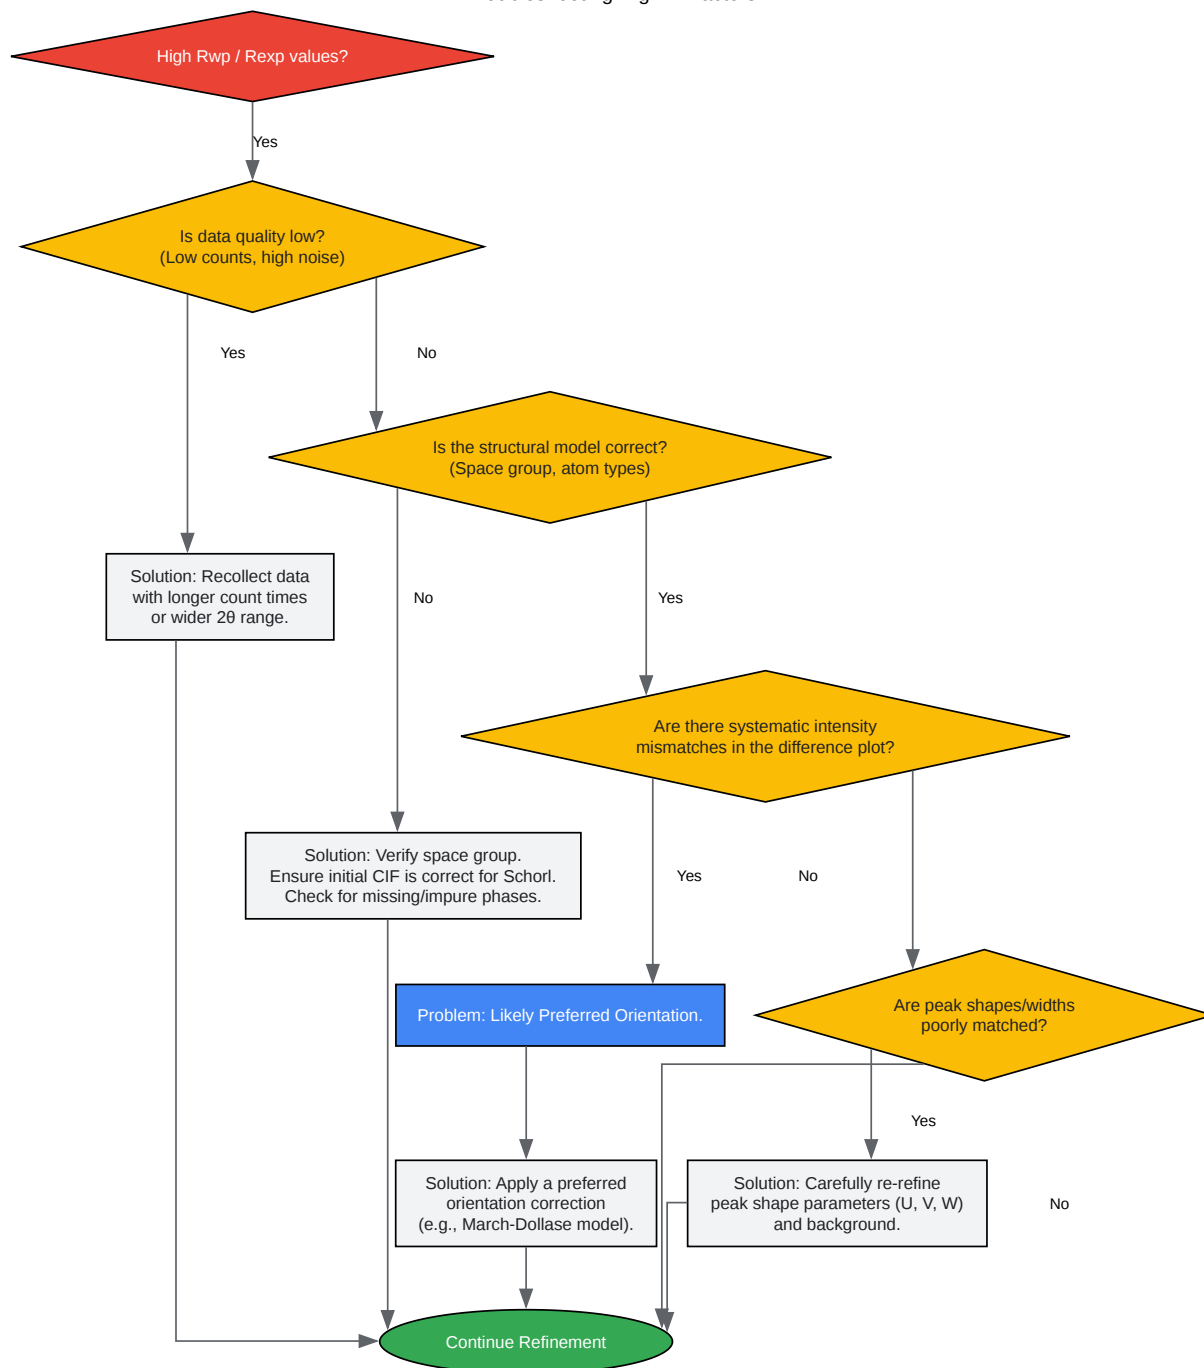 High Rwp / Rexp values?
Yes
Is data quality low?
(Low counts, high noise)
Yes
No
Is the structural model correct?
(Space group, atom types)
Solution: Recollect data
with longer count times
or wider 2θ range.
No
Yes
Are there systematic intensity
mismatches in the difference plot?
Solution: Verify space group.
Ensure initial CIF is correct for Schorl.
Check for missing/impure phases.
Yes
No
Problem: Likely Preferred Orientation.
Are peak shapes/widths
poorly matched?
Yes
Solution: Apply a preferred
orientation correction
(e.g., March-Dollase model).
Solution: Carefully re-refine
peak shape parameters (U, V, W)
and background.
No
Continue Refinement